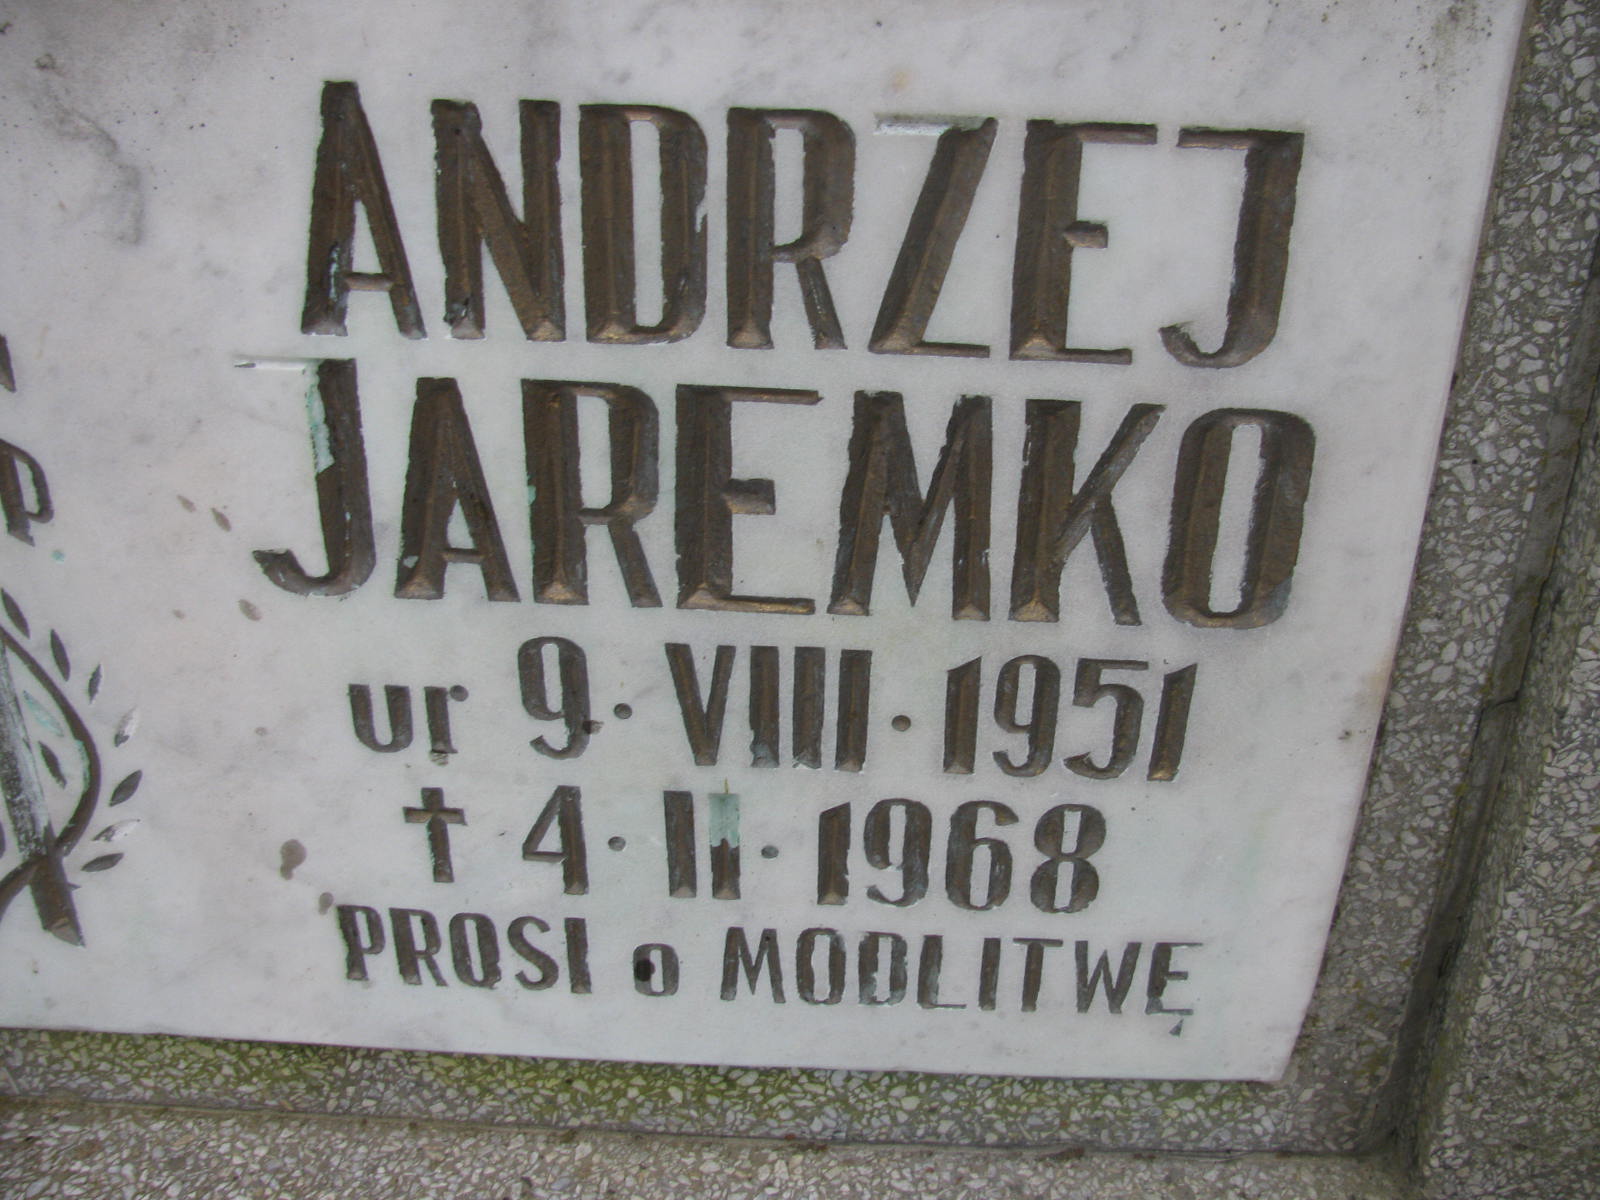 ANDRZEJ
JAREMKO
ur 9·VIII·1951
† 4·II·1968
PROSI o MODLITWĘ